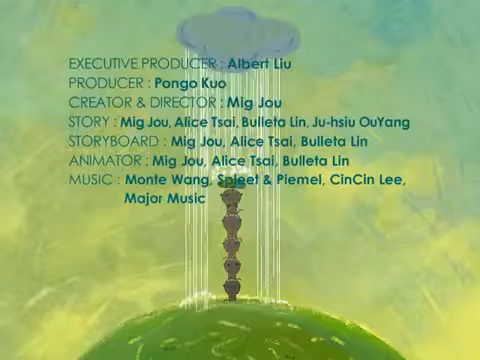 EXECUTIVE PRODUCER : Albert Liu
PRODUCER : Pongo Kuo
CREATOR & DIRECTOR : Mig Jou
STORY : Mig Jou, Alice Tsai, Bulleta Lin, Ju-hsiu OuYang
STORYBOARD : Mig Jou, Alice Tsai, Bulleta Lin
ANIMATOR : Mig Jou, Alice Tsai, Bulleta Lin
MUSIC : Monte Wang, Spleet & Piemel, CinCin Lee,
Major Music